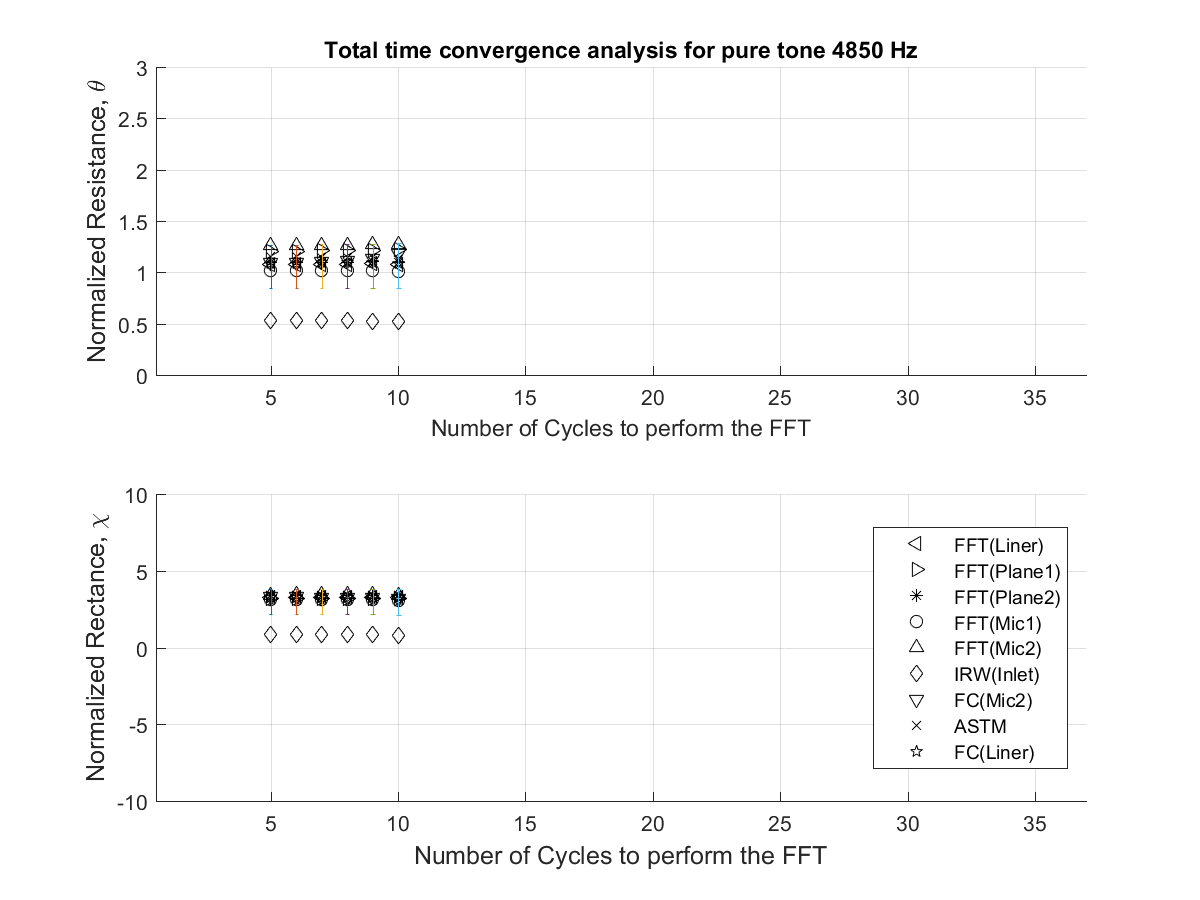 Total time convergence analysis for pure tone 4850 Hz
Normalized Resistance, θ
3
2.5
2
1.5
1
0.5
0
5 10 15 20 25 30 35
Number of Cycles to perform the FFT
Normalized Rectance, χ
10
5
0
-5
-10
5 10 15 20 25 30 35
Number of Cycles to perform the FFT
FFT(Liner)
FFT(Plane1)
FFT(Plane2)
FFT(Mic1)
FFT(Mic2)
IRW(Inlet)
FC(Mic2)
ASTM
FC(Liner)